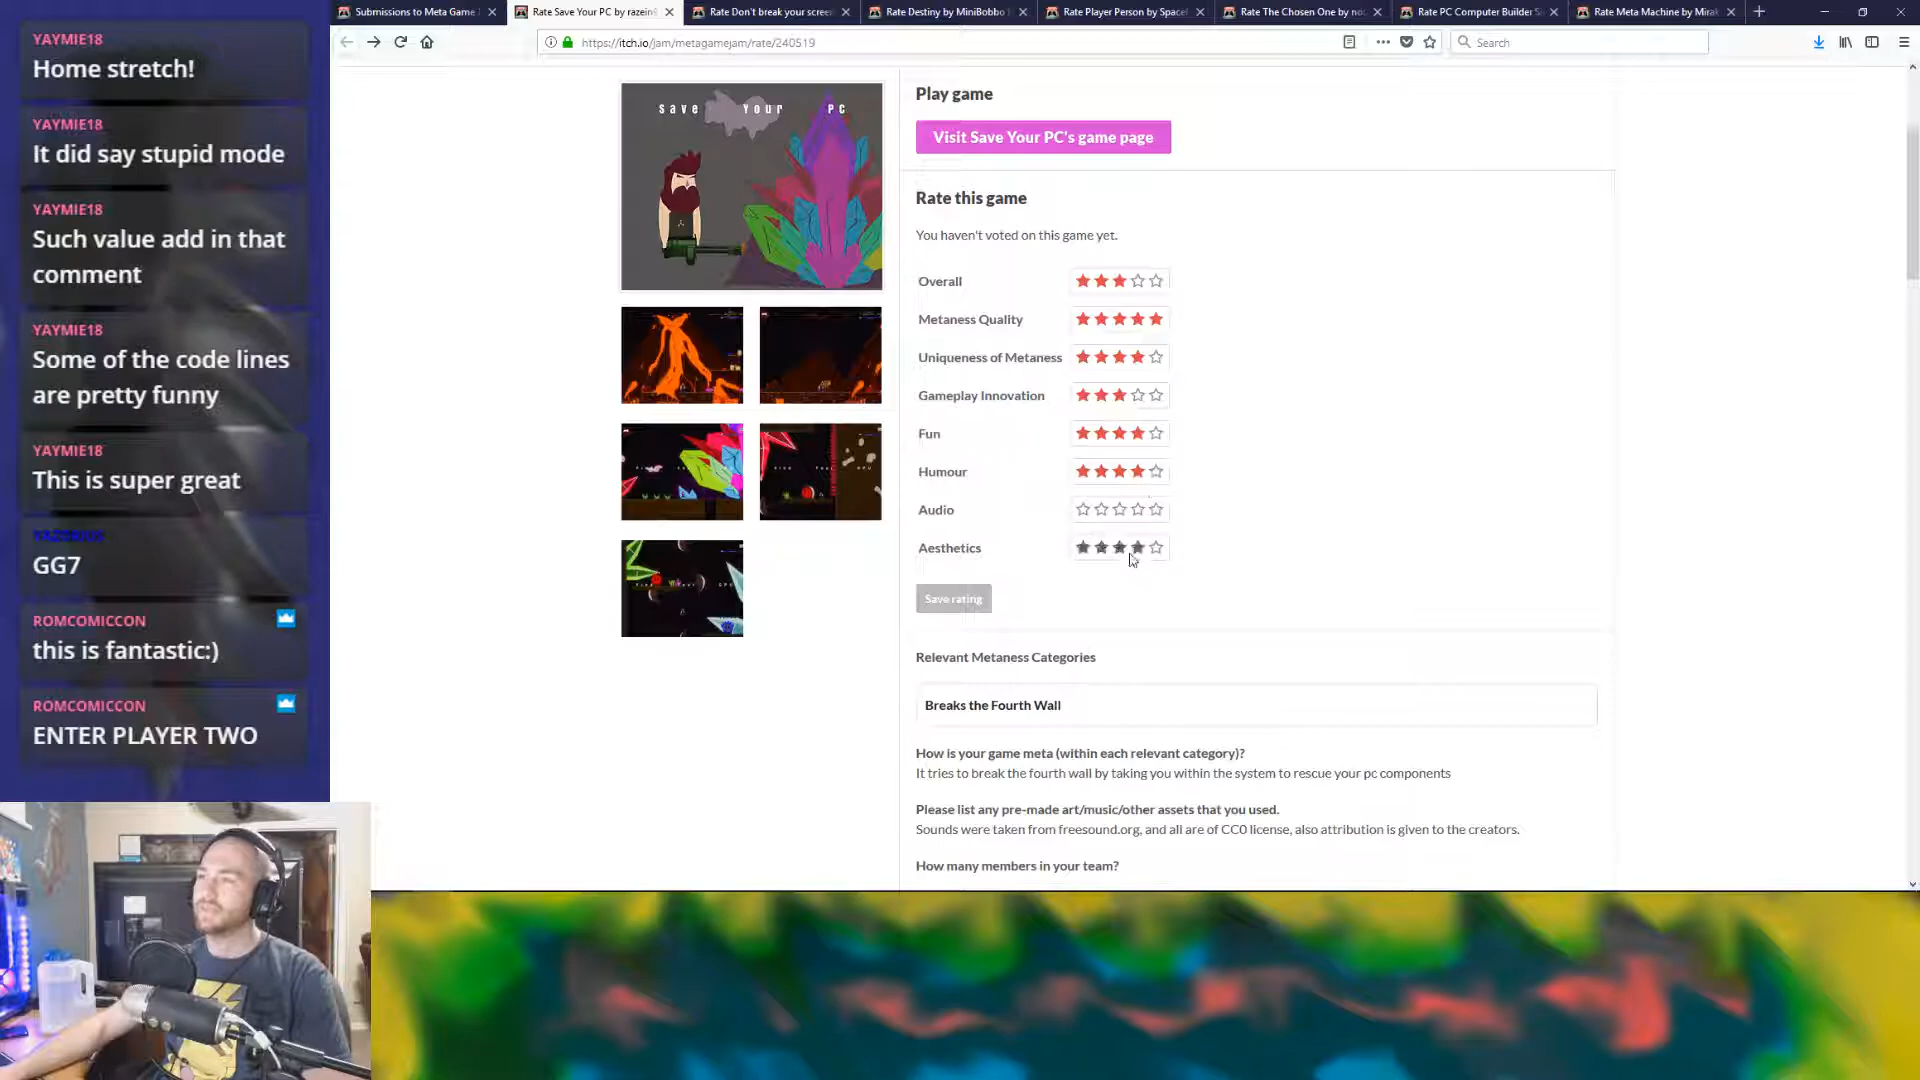 YAYMIE18
Home stretch!
YAYMIE18
It did say stupid mode
YAYMIE18
Such value add in that
comment
YAYMIE18
Some of the code lines
are pretty funny
YAYMIE18
This is super great
GG7
ROMCOMICCON
this is fantastic:)
ROMCOMICCON
ENTER PLAYER TWO
Submissions to Meta Game
Rate Save Your PC by razein
Rate Don't break your screen
Rate Destiny by MiniBobbo
Rate Player Person by Spacef
Rate The Chosen One by no
Rate PC Computer Builder Si
Rate Meta Machine by Mirak
https://itch.io/jam/metagamejam/rate/240519
Search
Save Your PC
Play game
Visit Save Your PC's game page
Rate this game
You haven't voted on this game yet.
Overall
Metaness Quality
Uniqueness of Metaness
Gameplay Innovation
Fun
Humour
Audio
Aesthetics
Save rating
Relevant Metaness Categories
Breaks the Fourth Wall
How is your game meta (within each relevant category)?
It tries to break the fourth wall by taking you within the system to rescue your pc components
Please list any pre-made art/music/other assets that you used.
Sounds were taken from freesound.org, and all are of CC0 license, also attribution is given to the creators.
How many members in your team?